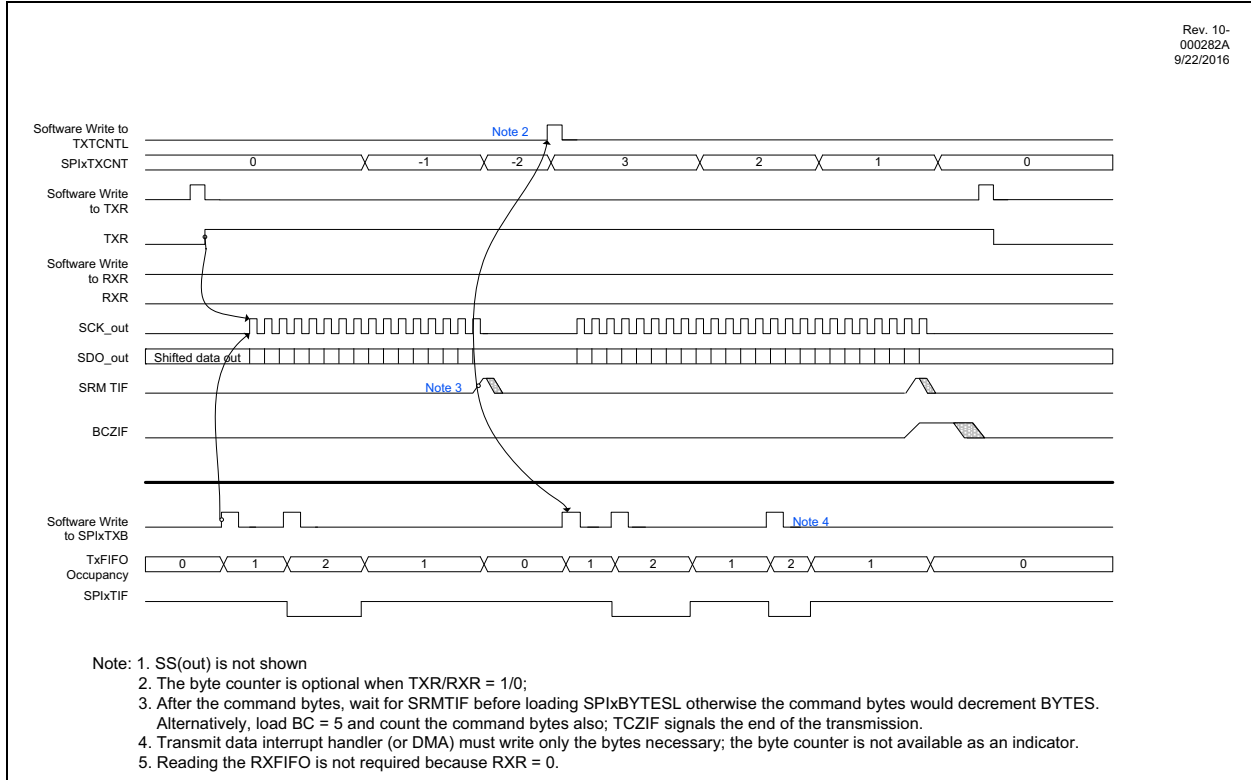 Rev. 10-
000282A
9/22/2016
Software Write to
TXTCNTL
Note 2
SPIxTXCNT
0 -1 -2 3 2 1 0
Software Write
to TXR
TXR
Software Write
to RXR
RXR
SCK_out
SDO_out Shifted data out
SRM TIF
Note 3
BCZIF
Software Write
to SPIxTXB
Note 4
TxFIFO
Occupancy
0 1 2 1 0 1 2 1 2 1 0
SPIxTIF
Note: 1. SS(out) is not shown
2. The byte counter is optional when TXR/RXR = 1/0;
3. After the command bytes, wait for SRMTIF before loading SPIxBYTESL otherwise the command bytes would decrement BYTES.
Alternatively, load BC = 5 and count the command bytes also; TCZIF signals the end of the transmission.
4. Transmit data interrupt handler (or DMA) must write only the bytes necessary; the byte counter is not available as an indicator.
5. Reading the RXFIFO is not required because RXR = 0.